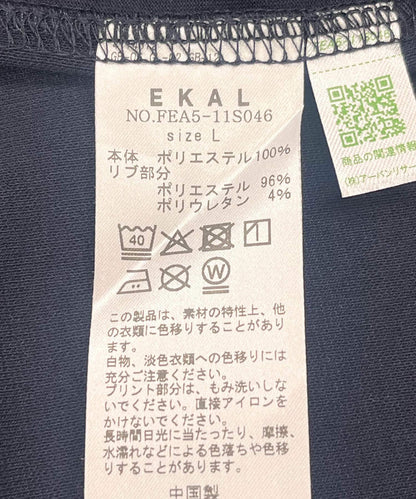 EKAL
NO.FEA5-11S046
size L
本体 ポリエステル100%
リブ部分
ポリエステル 96%
ポリウレタン 4%
40
W
この製品は、素材の特性上、他
の衣類に色移りすることがあり
ます。
白物、淡色衣類への色移りには
充分ご注意ください。
プリント部分は、もみ洗いしな
いでください。直接アイロンを
かけないでください。
長時間日光に当たったり、摩擦、
水濡れなどによる色落ちや色移り
することがあります。
中国製
商品の関連情報
(株)アーバンリサー